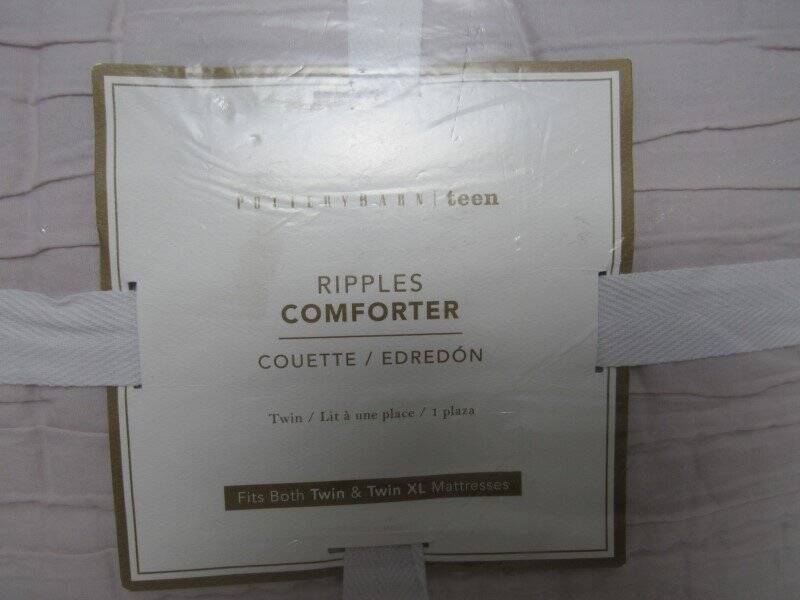 POTTERYBARN | teen
RIPPLES
COMFORTER
COUETTE / EDREDÓN
Twin / Lit à une place / 1 plaza
Fits Both Twin & Twin XL Mattresses